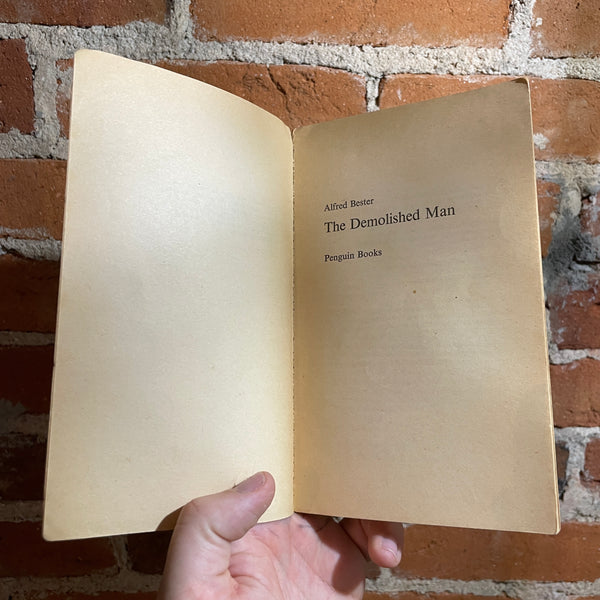 Alfred Bester
The Demolished Man
Penguin Books